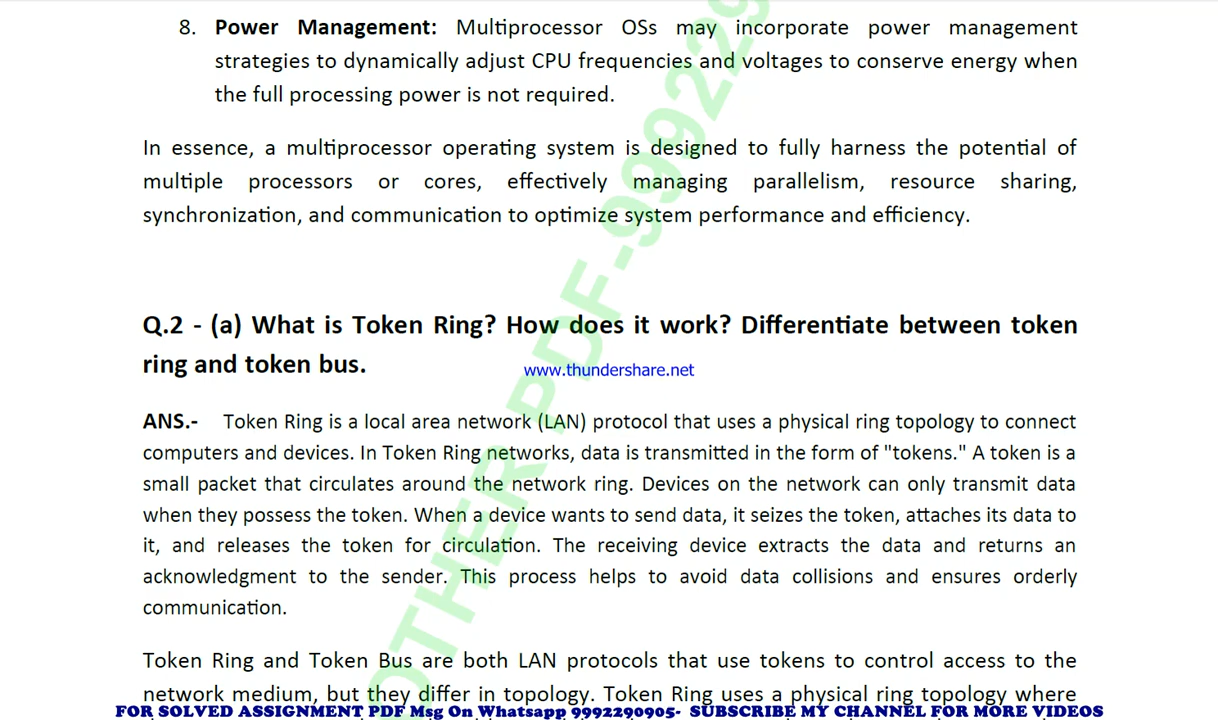 8. Power Management: Multiprocessor OSs may incorporate power management
strategies to dynamically adjust CPU frequencies and voltages to conserve energy when
the full processing power is not required.
In essence, a multiprocessor operating system is designed to fully harness the potential of
multiple processors or cores, effectively managing parallelism, resource sharing,
synchronization, and communication to optimize system performance and efficiency.
Q.2 - (a) What is Token Ring? How does it work? Differentiate between token
ring and token bus.
www.thundershare.net
ANS.- Token Ring is a local area network (LAN) protocol that uses a physical ring topology to connect
computers and devices. In Token Ring networks, data is transmitted in the form of "tokens." A token is a
small packet that circulates around the network ring. Devices on the network can only transmit data
when they possess the token. When a device wants to send data, it seizes the token, attaches its data to
it, and releases the token for circulation. The receiving device extracts the data and returns an
acknowledgment to the sender. This process helps to avoid data collisions and ensures orderly
communication.
Token Ring and Token Bus are both LAN protocols that use tokens to control access to the
network medium, but they differ in topology. Token Ring uses a physical ring topology where
FOR SOLVED ASSIGNMENT PDF Msg On Whatsapp 9992290905- SUBSCRIBE MY CHANNEL FOR MORE VIDEOS
PDF-999229